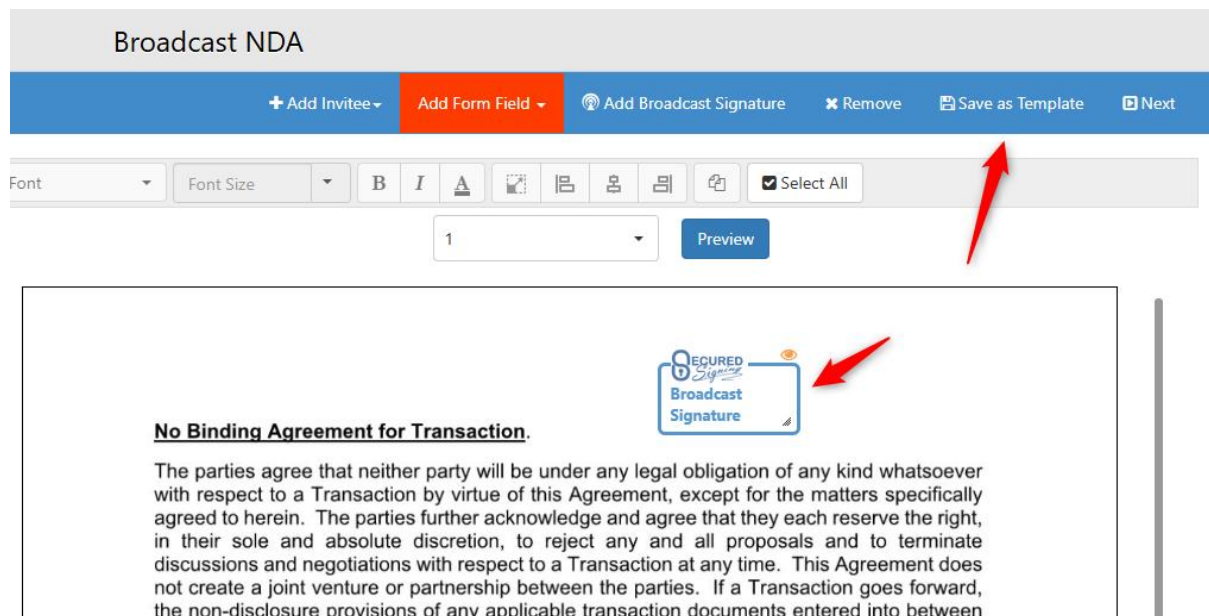 Broadcast NDA
Add Invitee Add Form Field Add Broadcast Signature Remove Save as Template Next
Font Font Size B I A Select All
1 Preview
SECURED
Signing
Broadcast
Signature
No Binding Agreement for Transaction.
The parties agree that neither party will be under any legal obligation of any kind whatsoever
with respect to a Transaction by virtue of this Agreement, except for the matters specifically
agreed to herein. The parties further acknowledge and agree that they each reserve the right,
in their sole and absolute discretion, to reject any and all proposals and to terminate
discussions and negotiations with respect to a Transaction at any time. This Agreement does
not create a joint venture or partnership between the parties. If a Transaction goes forward,
the non-disclosure provisions of any applicable transaction documents entered into between